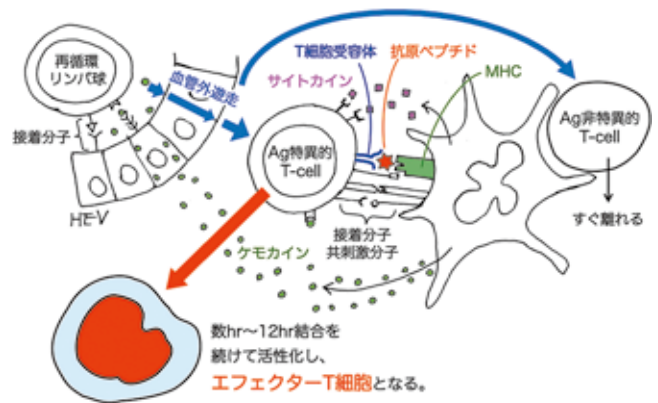 再循環
リンパ球
血管外遊走
接着分子
HEV
T細胞受容体
抗原ペプチド
サイトカイン
MHC
Ag特異的
T-cell
Ag非特異的
T-cell
すぐ離れる
接着分子
共刺激分子
ケモカイン
数hr〜12hr結合を
続けて活性化し、
エフェクターT細胞となる。